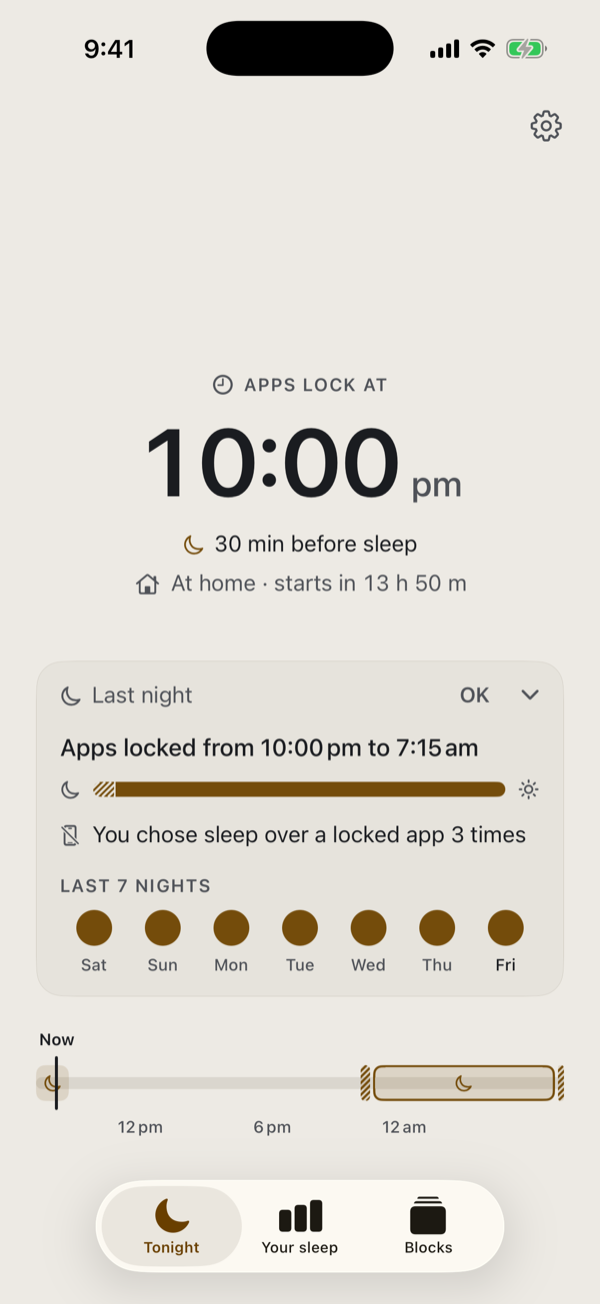 9:41
APPS LOCK AT
10:00 pm
30 min before sleep
At home · starts in 13 h 50 m
Last night OK
Apps locked from 10:00 pm to 7:15 am
You chose sleep over a locked app 3 times
LAST 7 NIGHTS
Sat Sun Mon Tue Wed Thu Fri
Now
12 pm 6 pm 12 am
Tonight Your sleep Blocks